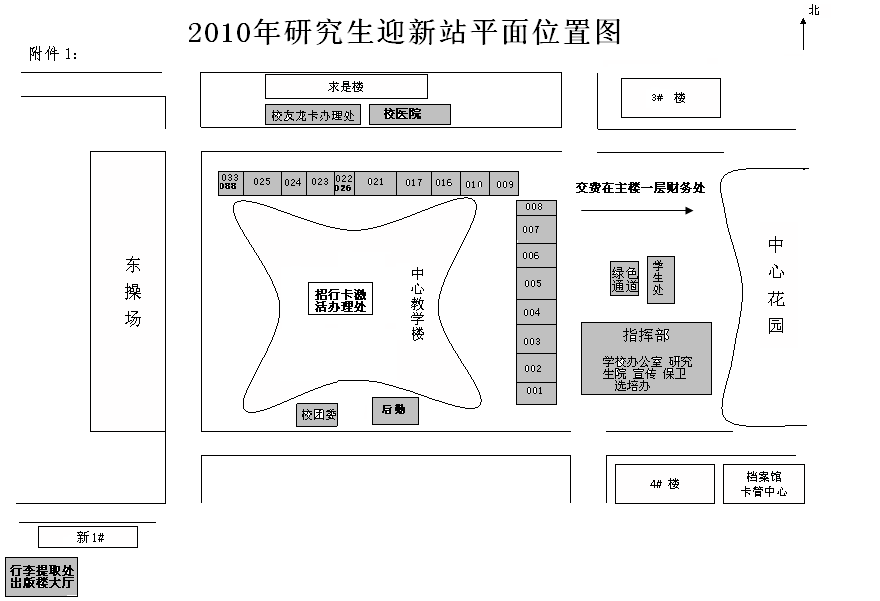 北
2010年研究生迎新站平面位置图
附件1：
求是楼
校友龙卡办理处
校医院
3# 楼
033
088
025
024
023
022
026
021
017
016
010
009
交费在主楼一层财务处
008
007
006
005
004
003
002
001
东操场
招行卡激
活办理处
中心教学楼
绿色
通道
学生处
中心花园
指挥部
学校办公室 研究
生院 宣传 保卫
选培办
校团委
后勤
4# 楼
档案馆
卡管中心
新1#
行李提取处
出版楼大厅